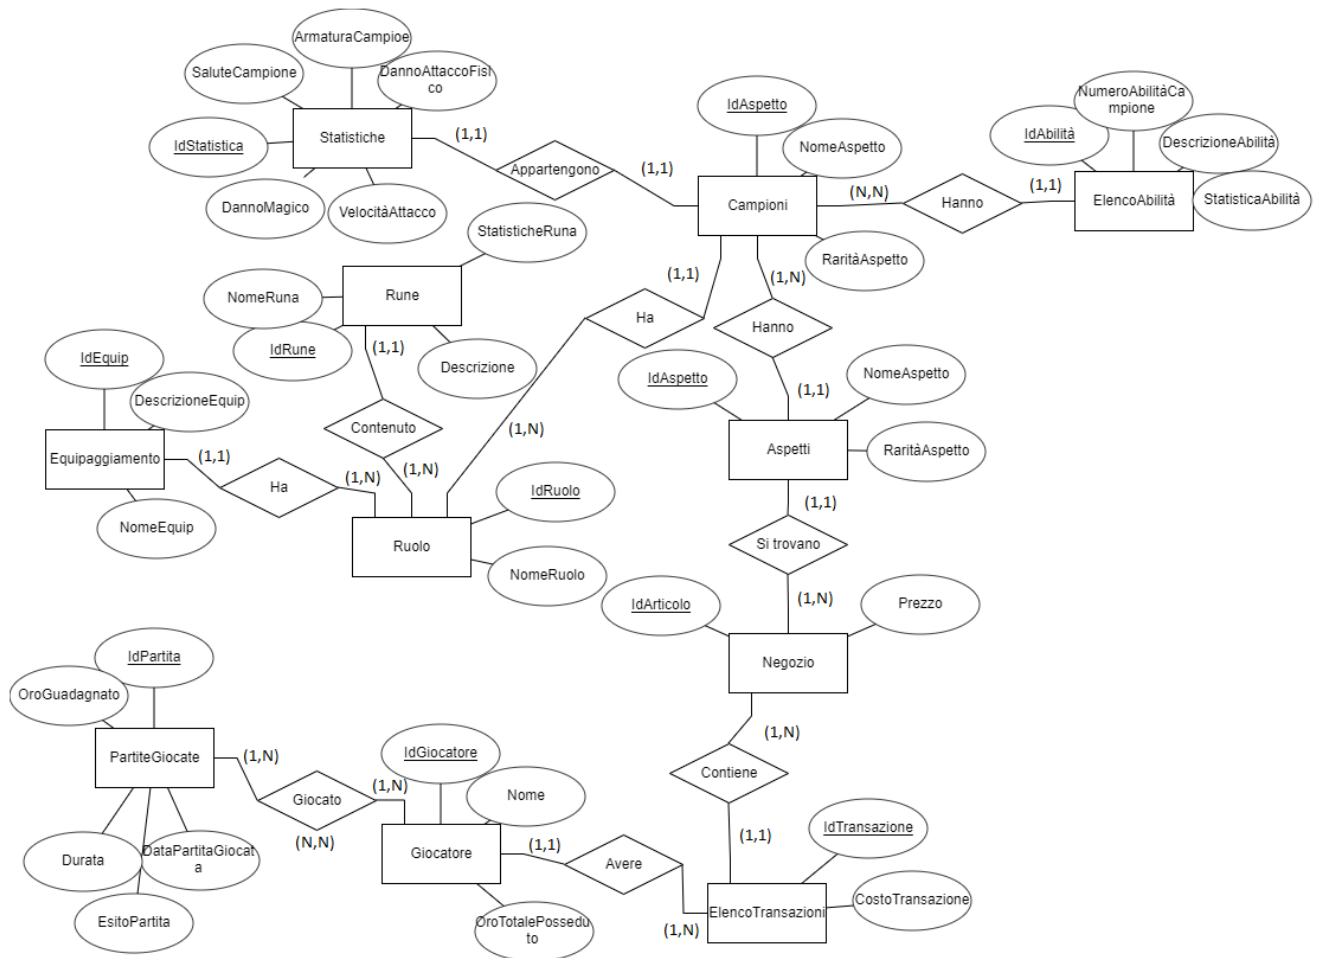 ArmaturaCampioe
SaluteCampione
DannoAttaccoFisi
co
IdStatistica
Statistiche
(1,1)
DannoMagico
VelocitàAttacco
Appartengono
(1,1)
IdAspetto
NomeAspetto
Campioni
RaritàAspetto
(N,N)
Hanno
(1,1)
NumeroAbilitàCa
mpione
IdAbilità
DescrizioneAbilità
ElencoAbilità
StatisticaAbilità
StatisticheRuna
Rune
NomeRuna
IdRune
Descrizione
(1,1)
(1,1)
(1,N)
Ha
Hanno
IdEquip
DescrizioneEquip
Equipaggiamento
NomeEquip
(1,1)
Ha
(1,N)
Contenuto
(1,N)
(1,N)
IdAspetto
NomeAspetto
(1,1)
Aspetti
RaritàAspetto
IdRuolo
Ruolo
NomeRuolo
(1,1)
Si trovano
(1,N)
IdArticolo
Prezzo
Negozio
IdPartita
OroGuadagnato
PartiteGiocate
(1,N)
Giocato
(1,N)
(N,N)
Durata
DataPartitaGiocat
a
EsitoPartita
IdGiocatore
Nome
Giocatore
OroTotalePossedu
to
(1,1)
Avere
(1,N)
(1,N)
Contiene
(1,1)
IdTransazione
CostoTransazione
ElencoTransazioni